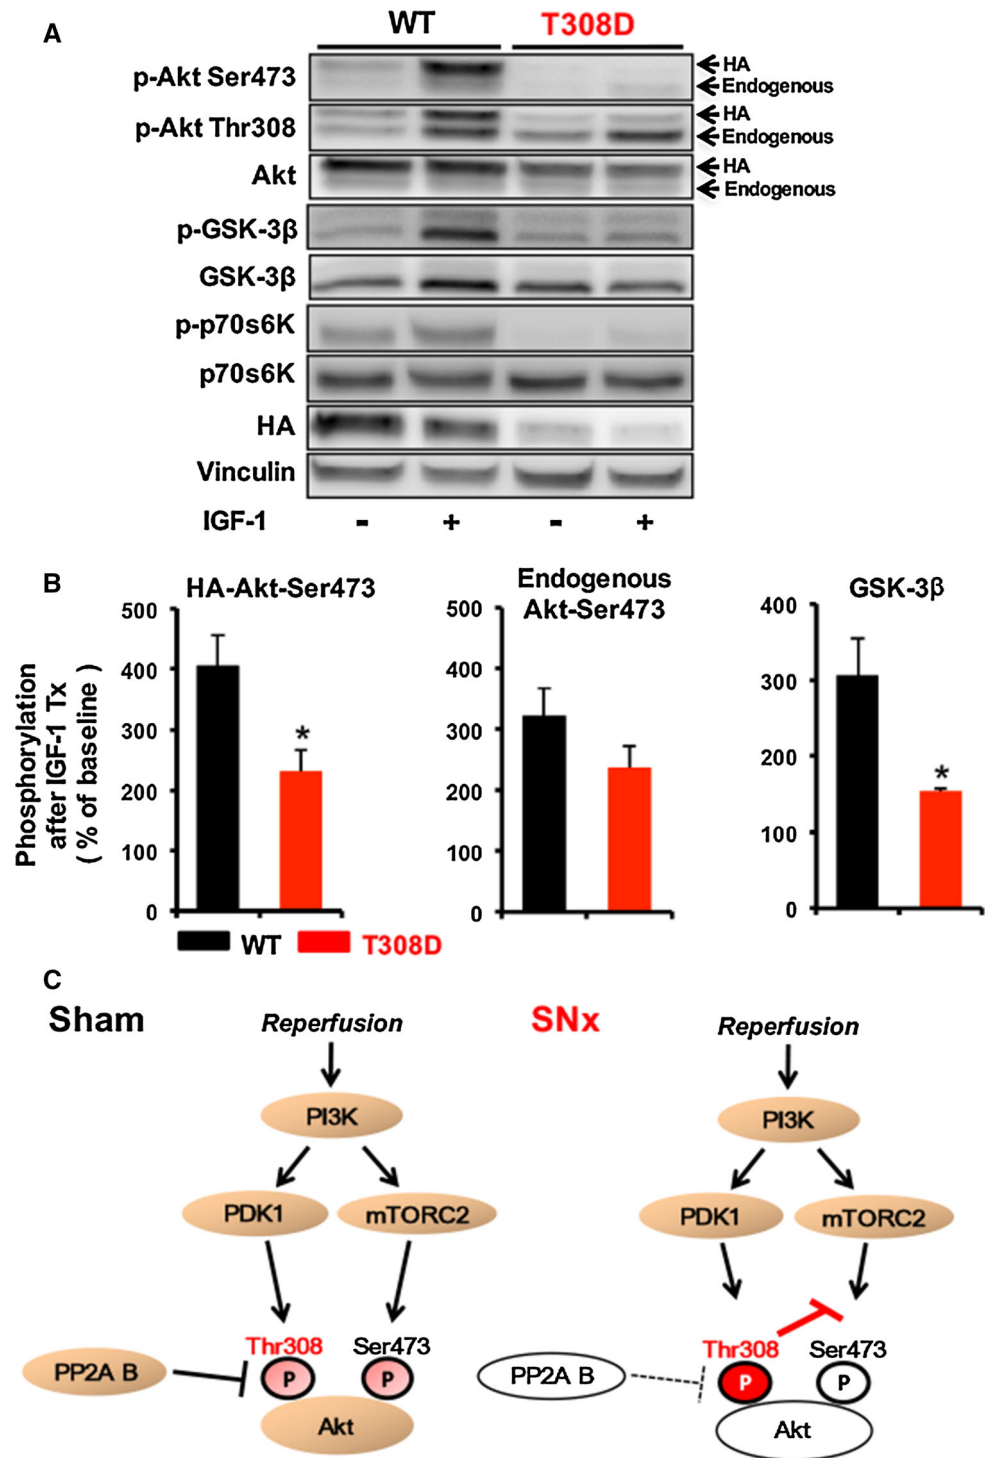 A
WT T308D
p-Akt Ser473
HA
Endogenous
p-Akt Thr308
HA
Endogenous
Akt
HA
Endogenous
p-GSK-3β
GSK-3β
p-p70s6K
p70s6K
HA
Vinculin
IGF-1 - + - +
B
HA-Akt-Ser473
Endogenous
Akt-Ser473
GSK-3β
Phosphorylation
after IGF-1 Tx
( % of baseline )
500
400
300
200
100
0
*
500
400
300
200
100
0
400
300
200
100
0
*
WT T308D
C
Sham
Reperfusion
PI3K
PDK1 mTORC2
Thr308 Ser473
PP2A B
P P
Akt
SNx
Reperfusion
PI3K
PDK1 mTORC2
Thr308 Ser473
PP2A B
P P
Akt